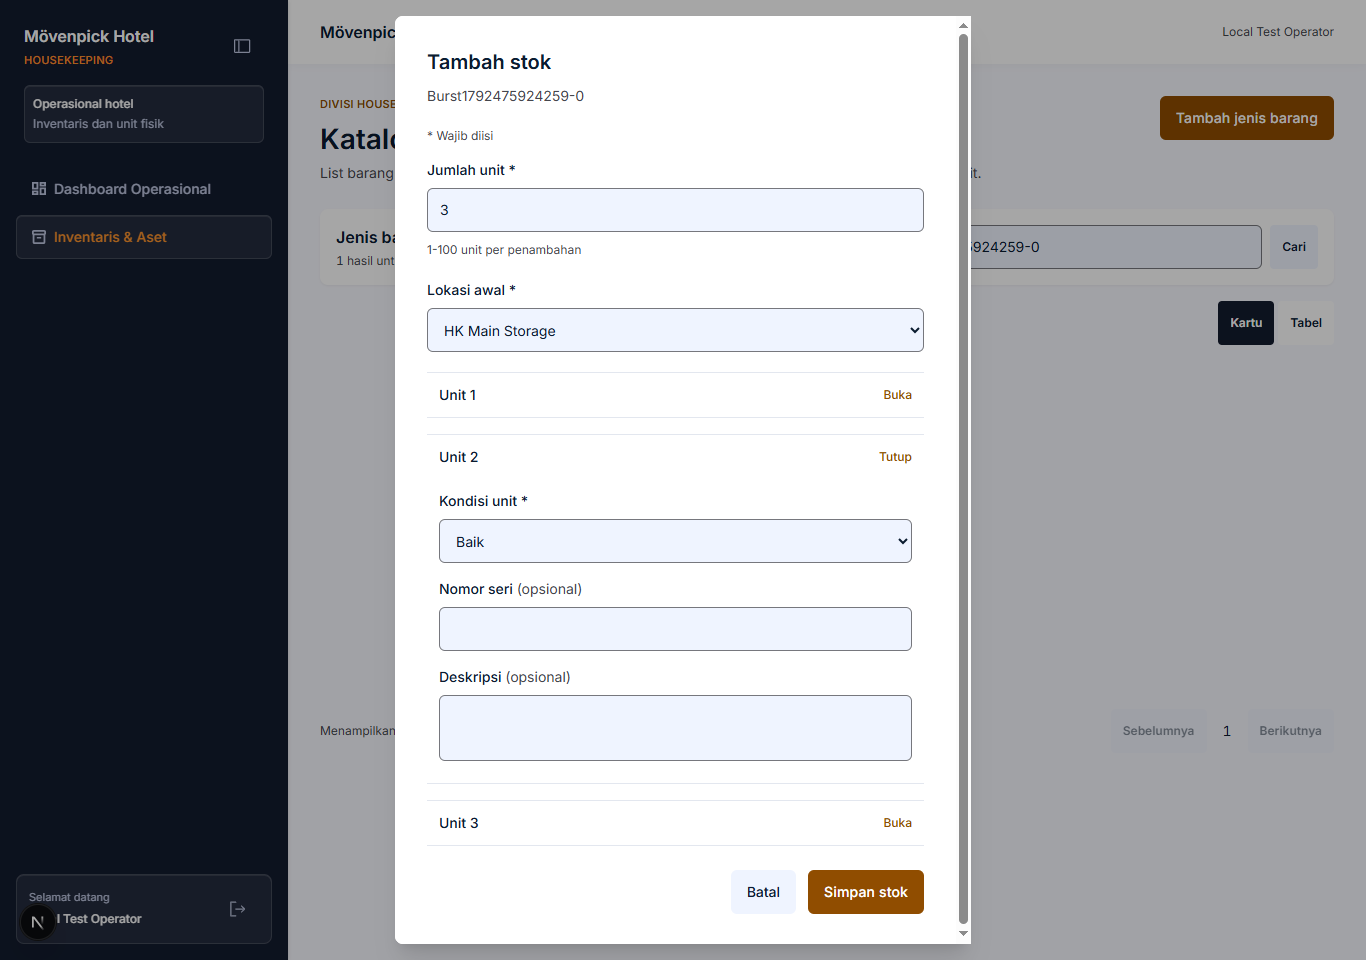 Mövenpick Hotel
HOUSEKEEPING
Operasional hotel
Inventaris dan unit fisik
Dashboard Operasional
Inventaris & Aset
Selamat datang
l Test Operator
N
Mövenpic
Local Test Operator
DIVISI HOUSE
Katal
List barang
it.
Tambah jenis barang
Jenis ba
1 hasil unt
5924259-0
Cari
Kartu
Tabel
Menampilkan
Sebelumnya
1
Berikutnya
Tambah stok
Burst1792475924259-0
* Wajib diisi
Jumlah unit *
3
1-100 unit per penambahan
Lokasi awal *
HK Main Storage
Unit 1
Buka
Unit 2
Tutup
Kondisi unit *
Baik
Nomor seri (opsional)
Deskripsi (opsional)
Unit 3
Buka
Batal
Simpan stok